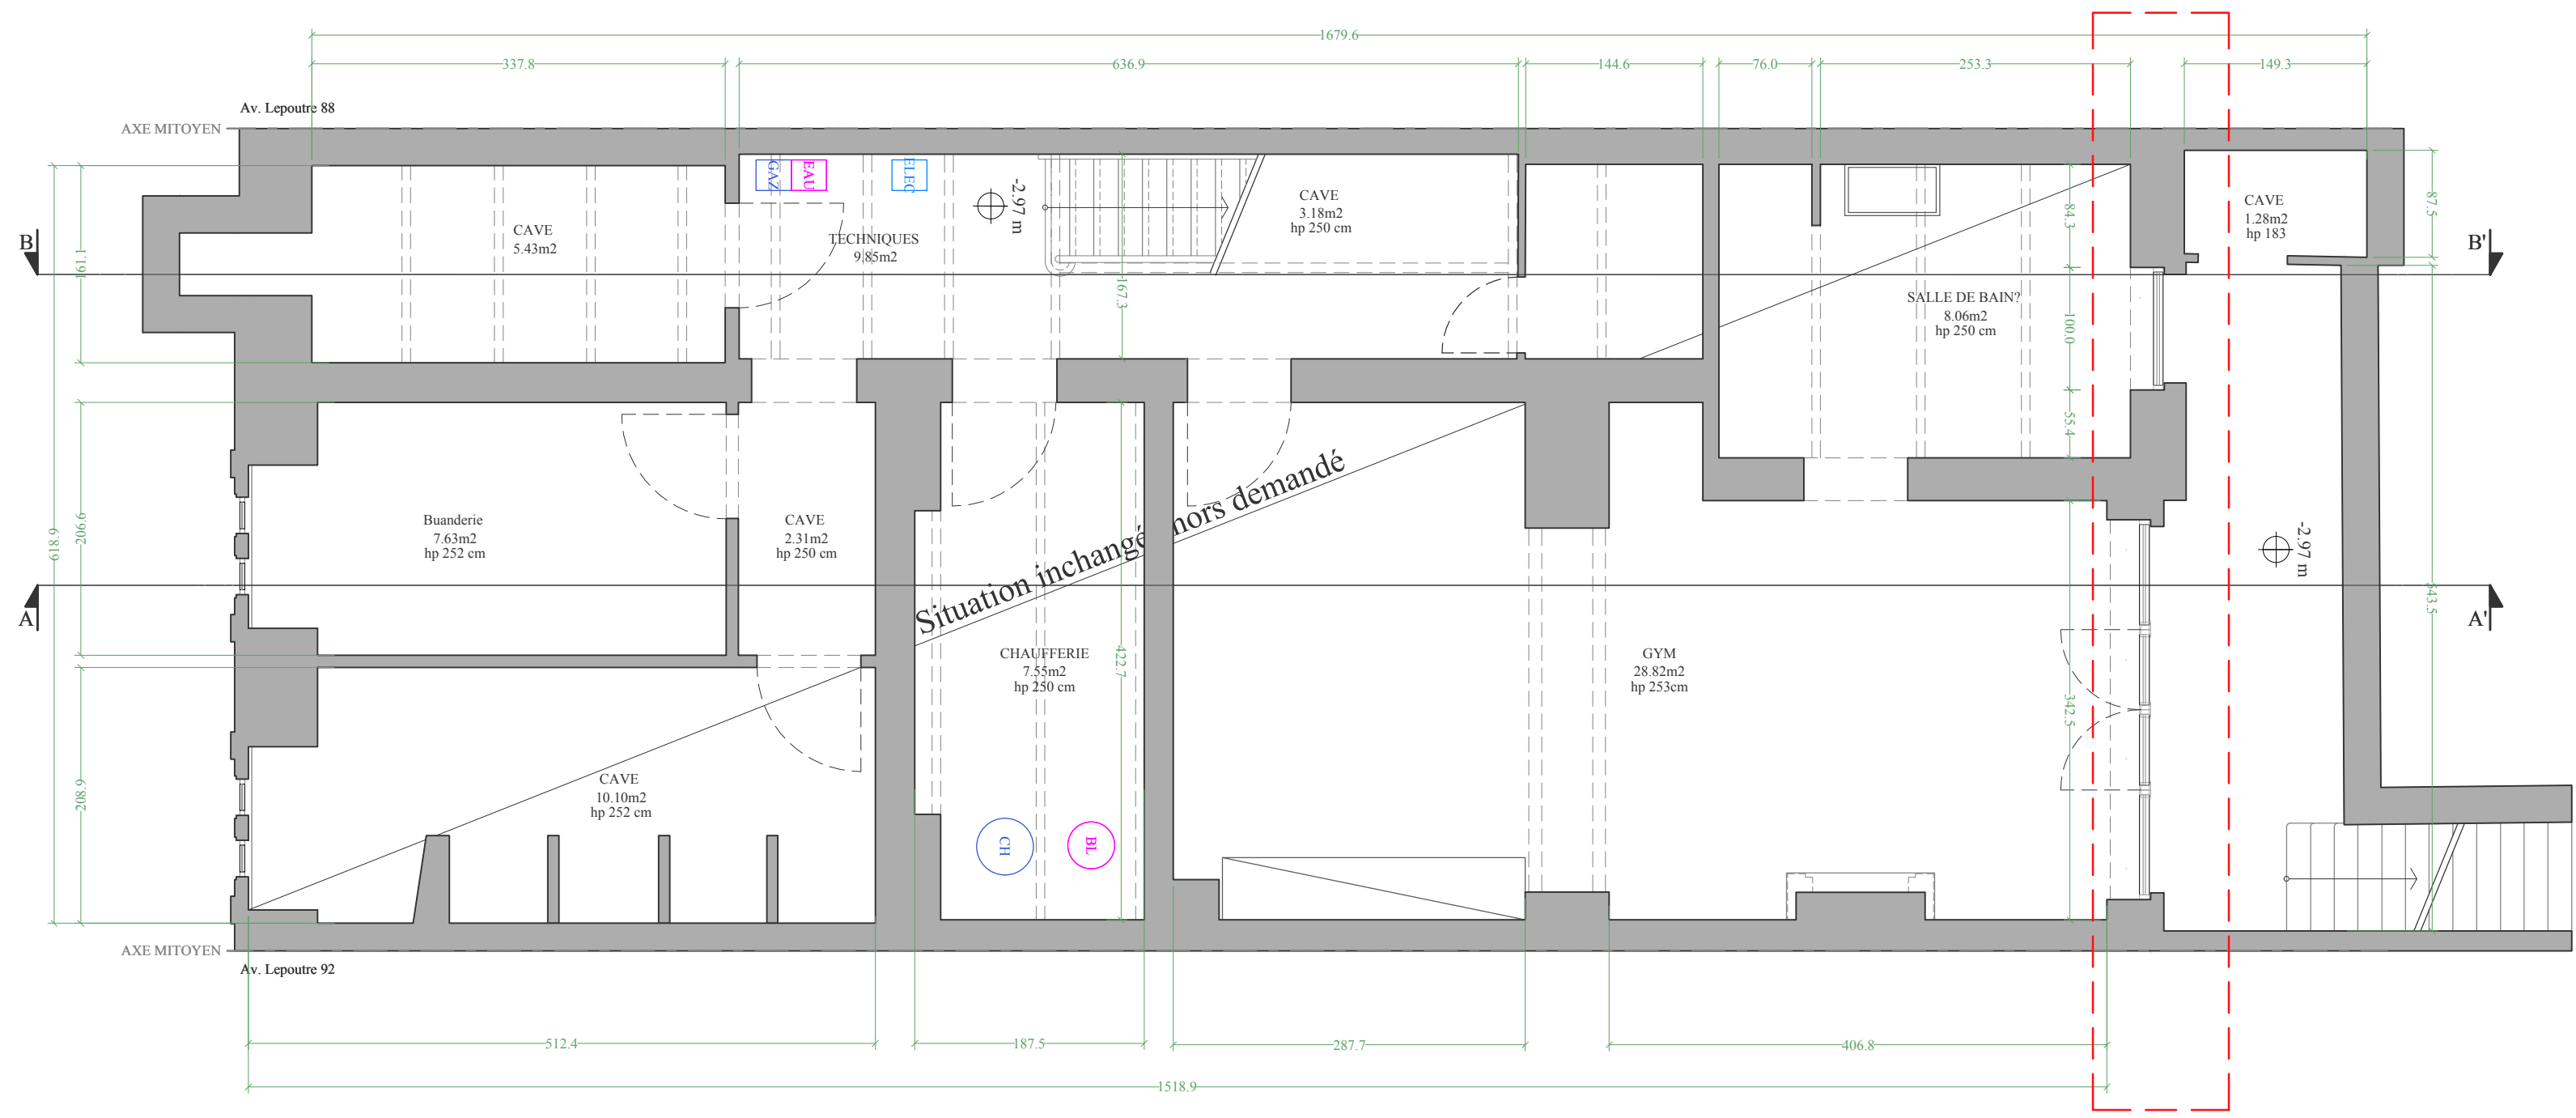 1679.6
337.8
636.9
144.6
76.0
253.3
149.3
Av. Lepoutre 88
AXE MITOYEN
GAZ
EAU
ELEC
-2.97 m
CAVE
3.18m2
hp 250 cm
CAVE
5.43m2
TECHNIQUES
9.85m2
CAVE
1.28m2
hp 183
87.5
84.3
B
B'
161.1
167.3
SALLE DE BAIN?
8.06m2
hp 250 cm
100.0
55.4
Situation inchangé hors demandé
Buanderie
7.63m2
hp 252 cm
CAVE
2.31m2
hp 250 cm
618.9
206.6
-2.97 m
A
A'
543.5
CHAUFFERIE
7.55m2
hp 250 cm
422.7
GYM
28.82m2
hp 253cm
342.5
CAVE
10.10m2
hp 252 cm
208.9
CH
BL
AXE MITOYEN
Av. Lepoutre 92
512.4
187.5
287.7
406.8
1518.9